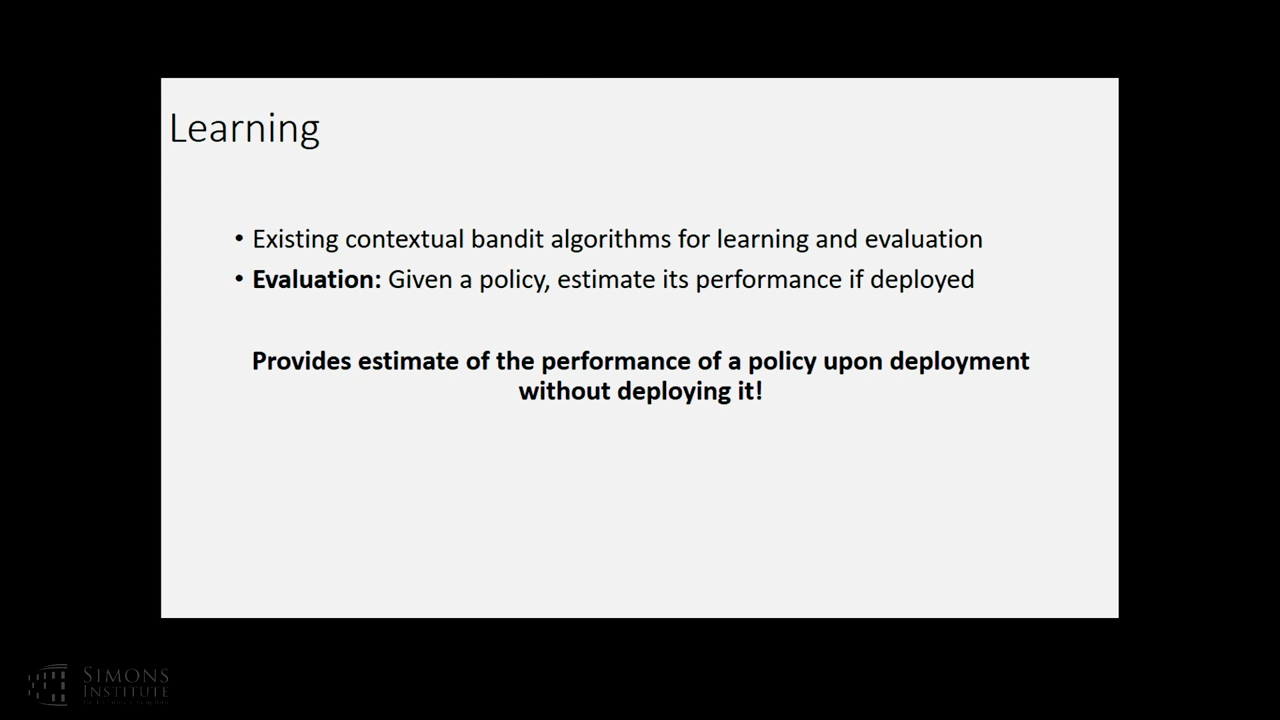 Learning
• Existing contextual bandit algorithms for learning and evaluation
• Evaluation: Given a policy, estimate its performance if deployed
Provides estimate of the performance of a policy upon deployment
without deploying it!
SIMONS
INSTITUTE